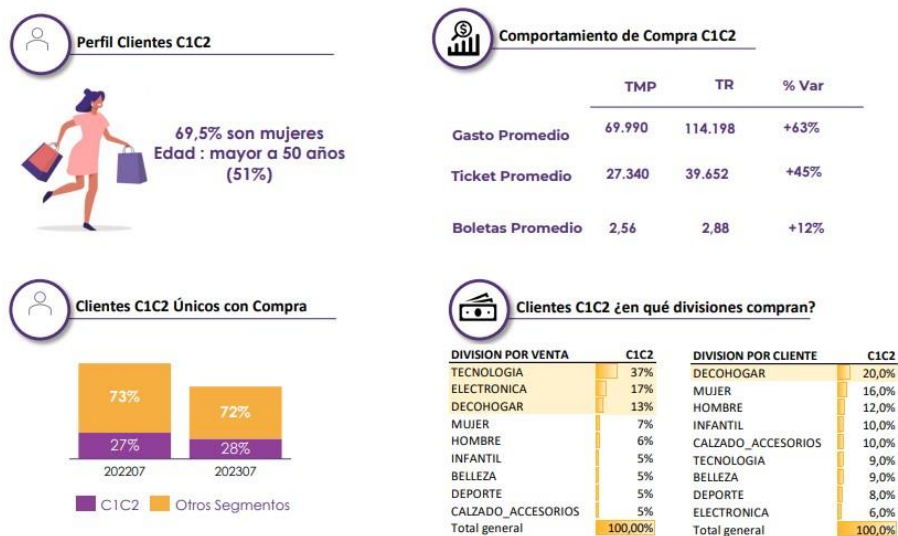 Perfil Clientes C1C2
69,5% son mujeres
Edad : mayor a 50 años
(51%)
Comportamiento de Compra C1C2
TMP TR % Var
Gasto Promedio 69.990 114.198 +63%
Ticket Promedio 27.340 39.652 +45%
Boletas Promedio 2,56 2,88 +12%
Clientes C1C2 Únicos con Compra
73% 72%
27% 28%
202207 202307
C1C2 Otros Segmentos
Clientes C1C2 ¿en qué divisiones compran?
DIVISION POR VENTA C1C2
TECNOLOGIA 37%
ELECTRONICA 17%
DECOHOGAR 13%
MUJER 7%
HOMBRE 6%
INFANTIL 5%
BELLEZA 5%
DEPORTE 5%
CALZADO_ACCESORIOS 5%
Total general 100,00%
DIVISION POR CLIENTE C1C2
DECOHOGAR 20,0%
MUJER 16,0%
HOMBRE 12,0%
INFANTIL 10,0%
CALZADO_ACCESORIOS 10,0%
TECNOLOGIA 9,0%
BELLEZA 9,0%
DEPORTE 8,0%
ELECTRONICA 6,0%
Total general 100,0%